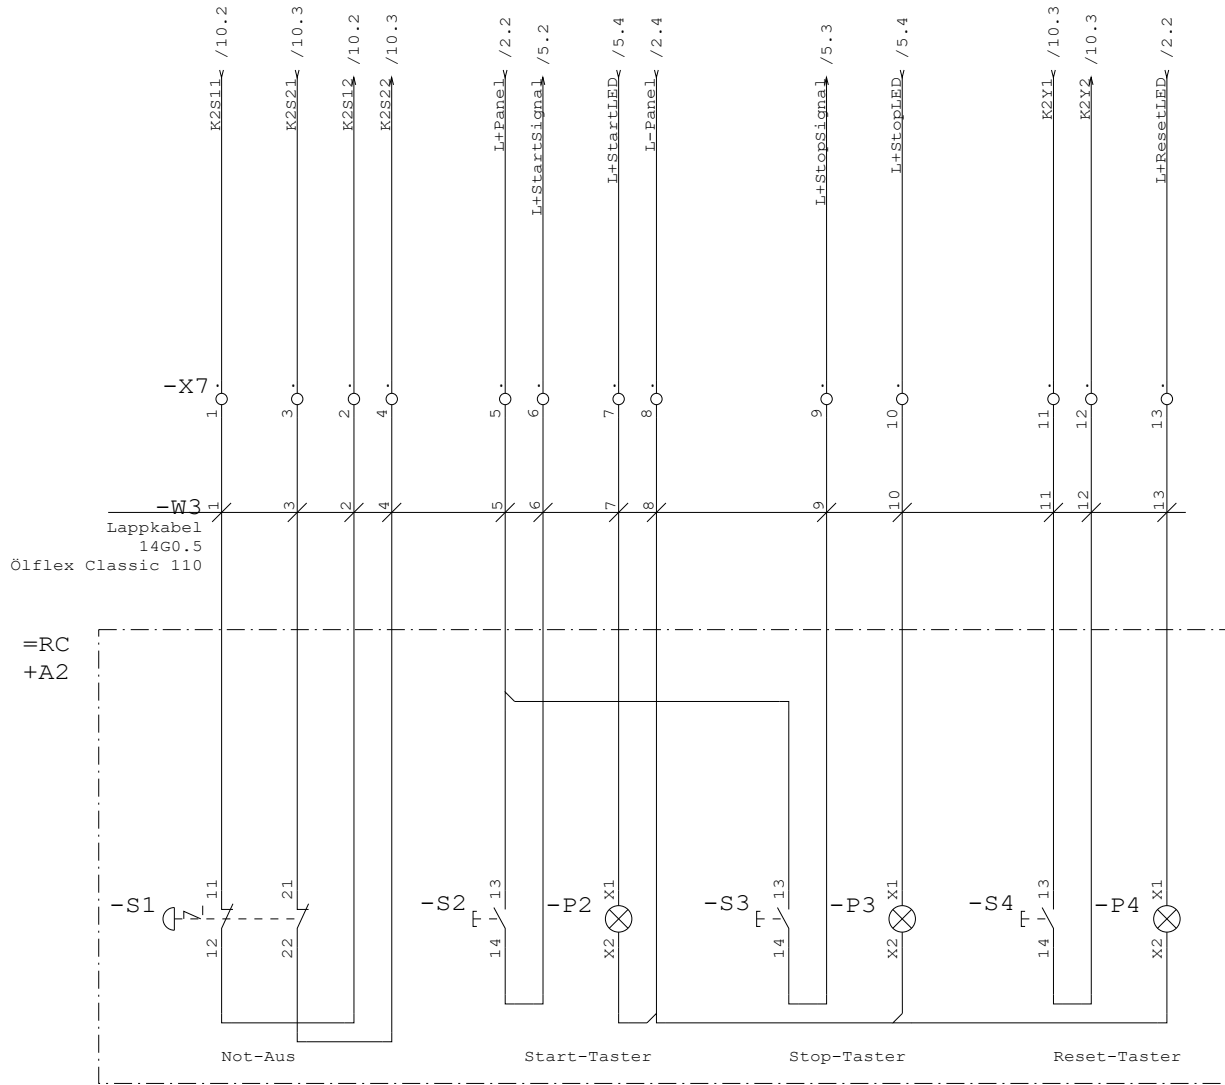 /10.2
/10.3
/10.2
/10.3
/2.2
/5.2
/5.4
/2.4
/5.3
/5.4
/10.3
/10.3
/2.2
K2S11
K2S21
K2S12
K2S22
L+Panel
L+StartSignal
L+StartLED
L-Panel
L+StopSignal
L+StopLED
K2Y1
K2Y2
L+ResetLED
-X7
1
3
2
4
5
6
7
8
9
10
11
12
13
-W3
1
3
2
4
5
6
7
8
9
10
11
12
13
Lappkabel
14G0.5
Ölflex Classic 110
=RC
+A2
-S1
11
12
21
22
-S2
13
14
-P2
X1
X2
-S3
13
14
-P3
X1
X2
-S4
13
14
-P4
X1
X2
Not-Aus
Start-Taster
Stop-Taster
Reset-Taster